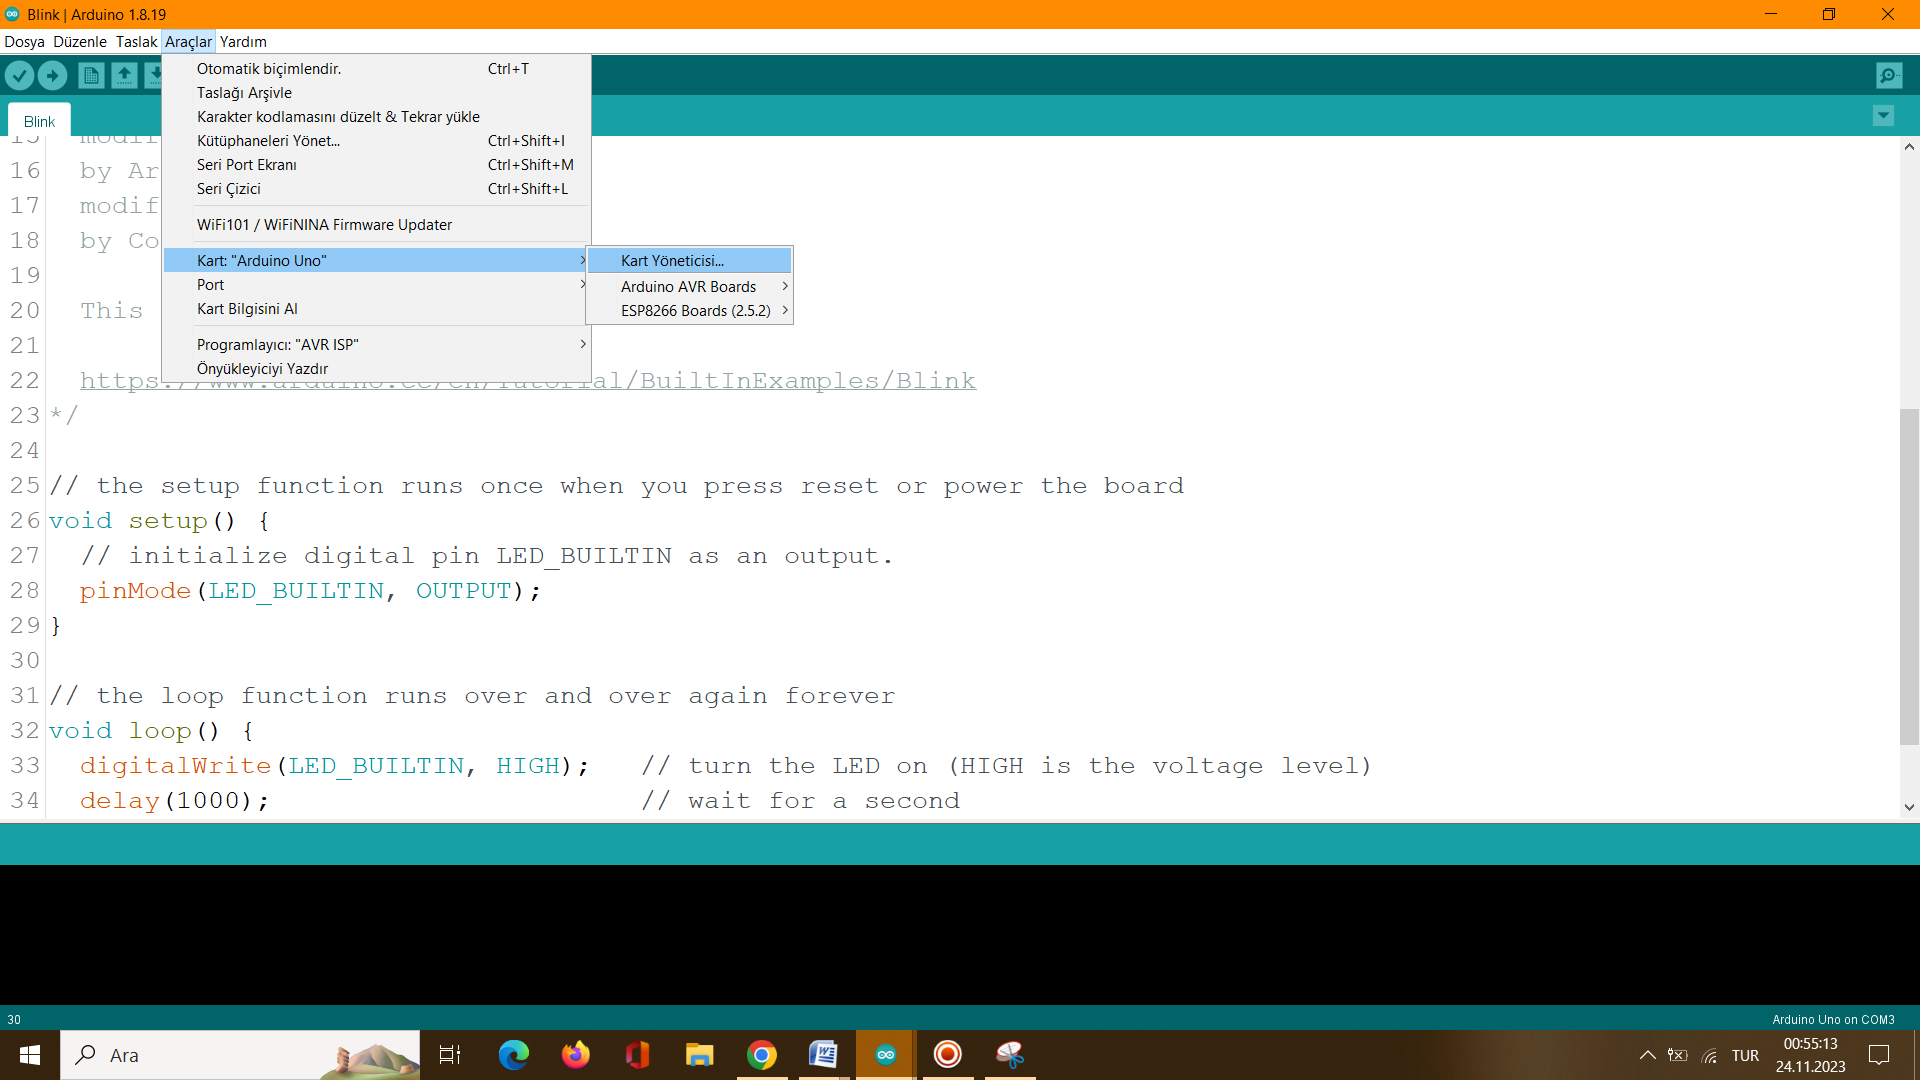 Blink | Arduino 1.8.19
Dosya Düzenle Taslak Araçlar Yardım
Otomatik biçimlendir. Ctrl+T
Taslağı Arşivle
Karakter kodlamasını düzelt & Tekrar yükle
Kütüphaneleri Yönet... Ctrl+Shift+I
Seri Port Ekranı Ctrl+Shift+M
Seri Çizici Ctrl+Shift+L
WiFi101 / WiFiNINA Firmware Updater
Kart: "Arduino Uno"
Port
Kart Bilgisini Al
Programlayıcı: "AVR ISP"
Önyükleyiciyi Yazdır
Kart Yöneticisi...
Arduino AVR Boards
ESP8266 Boards (2.5.2)
Blink
15 modif
16 by Ar
17 modif
18 by Co
19
20 This
21
22 https://www.arduino.cc/en/Tutorial/BuiltInExamples/Blink
23 */
24
25 // the setup function runs once when you press reset or power the board
26 void setup() {
27 // initialize digital pin LED_BUILTIN as an output.
28 pinMode(LED_BUILTIN, OUTPUT);
29 }
30
31 // the loop function runs over and over again forever
32 void loop() {
33 digitalWrite(LED_BUILTIN, HIGH); // turn the LED on (HIGH is the voltage level)
34 delay(1000); // wait for a second
30
Arduino Uno on COM3
Ara
TUR
00:55:13
24.11.2023